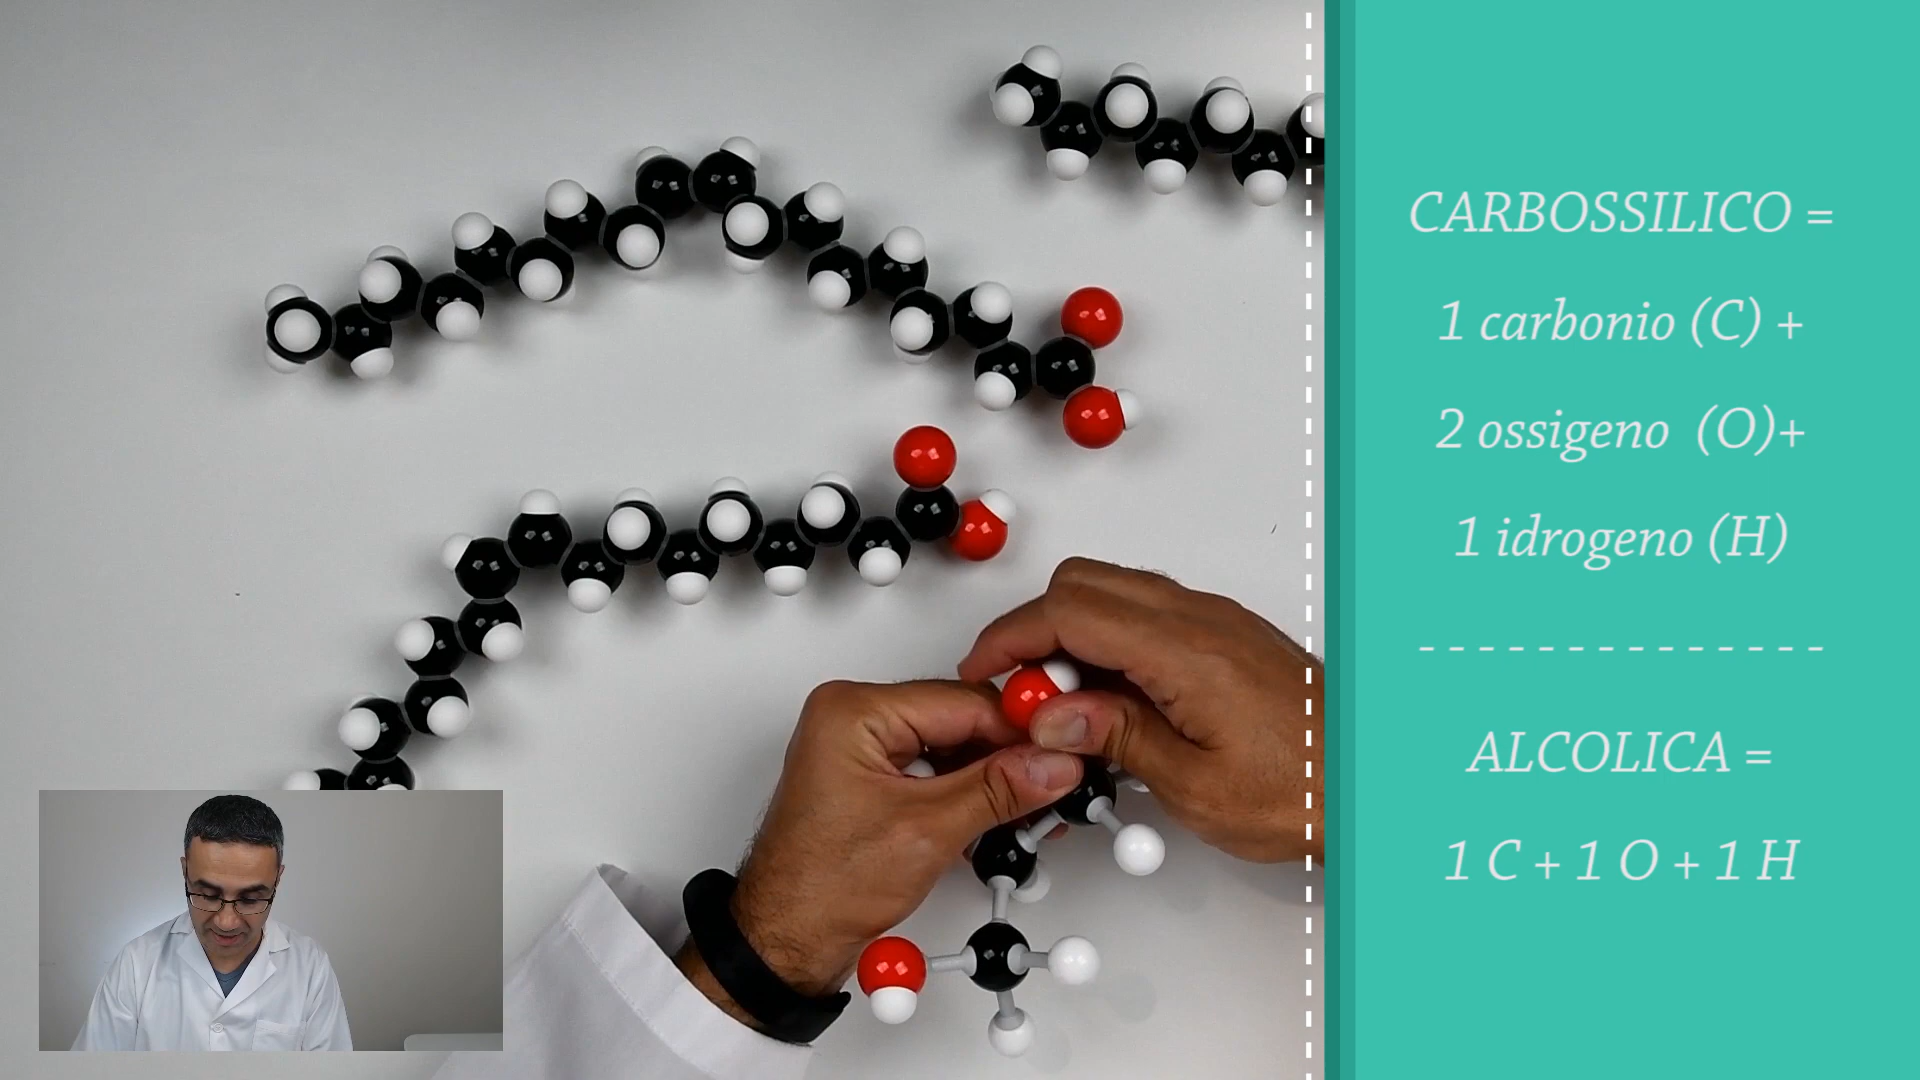 CARBOSSILICO =
1 carbonio (C) +
2 ossigeno (O)+
1 idrogeno (H)
- - - - - - - - - - - - - -
ALCOLICA =
1 C + 1 O + 1 H